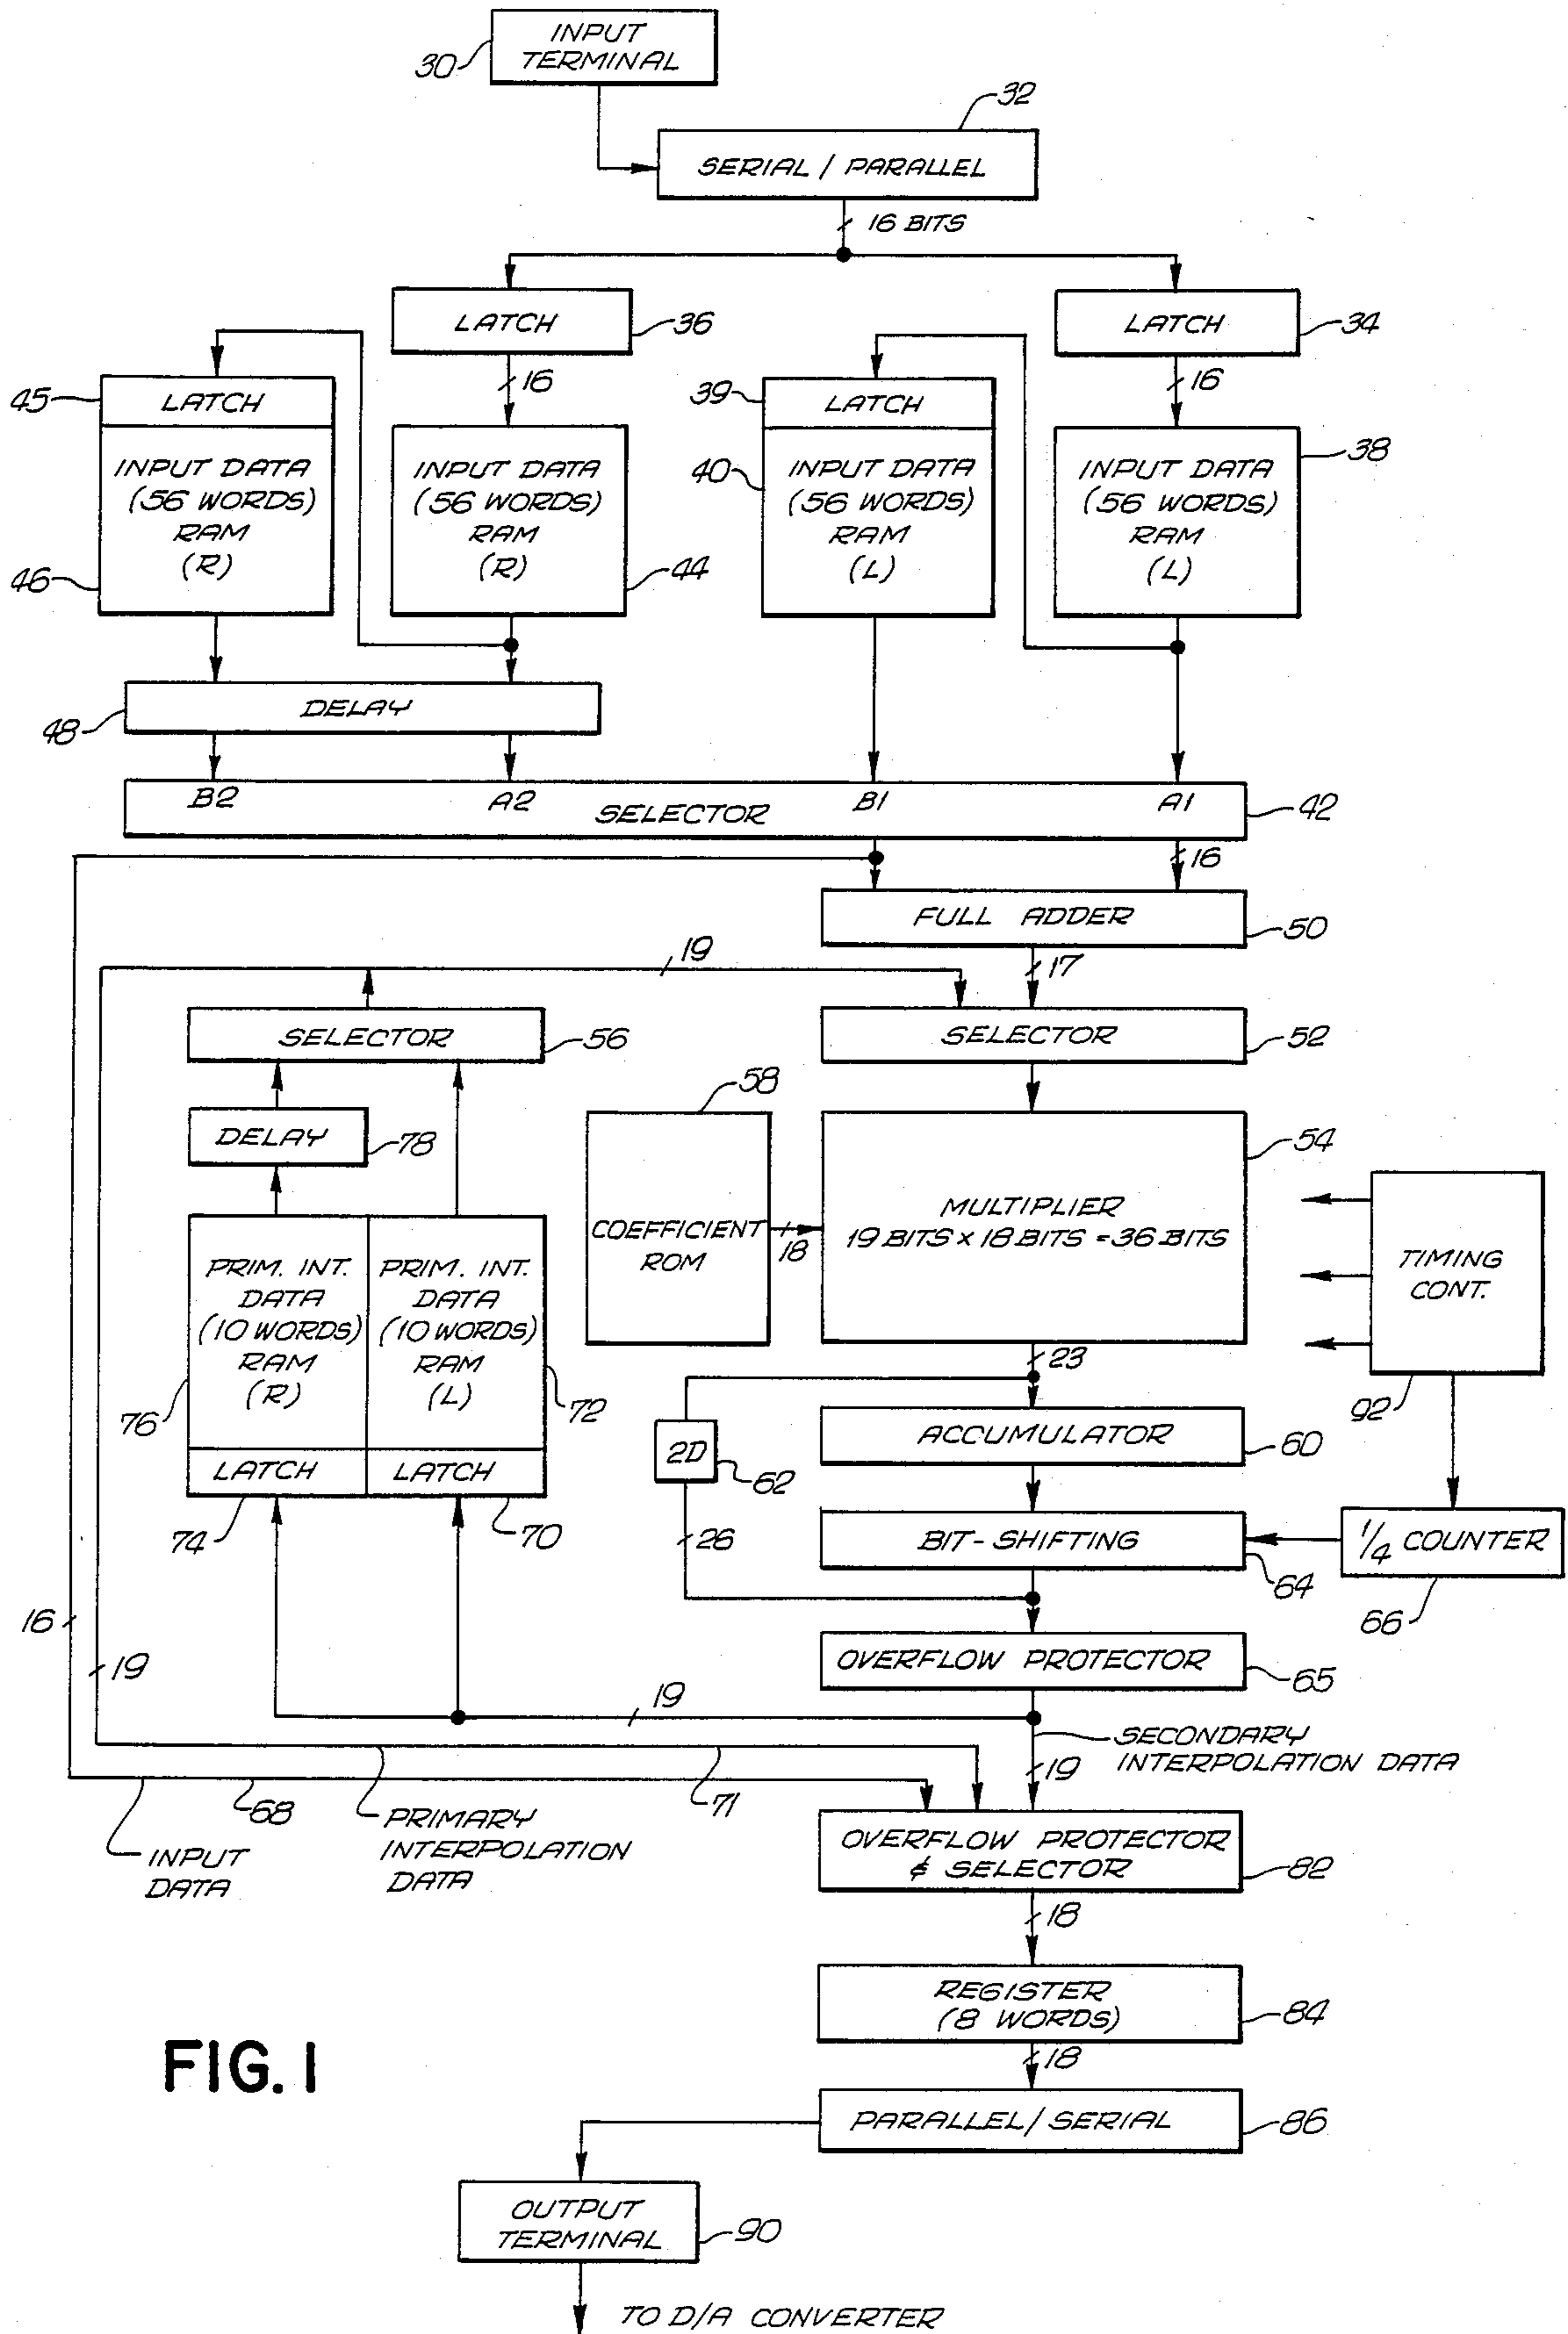 INPUT
TERMINAL
30
32
SERIAL / PARALLEL
16 BITS
LATCH
36
LATCH
34
16
16
45
LATCH
39
LATCH
INPUT DATA
(56 WORDS)
RAM
(R)
46
INPUT DATA
(56 WORDS)
RAM
(R)
44
40
INPUT DATA
(56 WORDS)
RAM
(L)
INPUT DATA
(56 WORDS)
RAM
(L)
38
DELAY
48
B2
A2
SELECTOR
B1
A1
42
16
FULL ADDER
50
19
17
SELECTOR
56
SELECTOR
52
58
DELAY
78
54
COEFFICIENT
ROM
18
MULTIPLIER
19 BITS x 18 BITS = 36 BITS
TIMING
CONT.
92
PRIM. INT.
DATA
(10 WORDS)
RAM
(R)
76
PRIM. INT.
DATA
(10 WORDS)
RAM
(L)
72
23
2D
62
ACCUMULATOR
60
LATCH
LATCH
74
70
26
BIT-SHIFTING
64
1/4 COUNTER
66
16
19
OVERFLOW PROTECTOR
65
19
SECONDARY
INTERPOLATION DATA
19
68
71
INPUT
DATA
PRIMARY
INTERPOLATION
DATA
OVERFLOW PROTECTOR
& SELECTOR
82
18
REGISTER
(8 WORDS)
84
18
FIG. 1
PARALLEL / SERIAL
86
OUTPUT
TERMINAL
90
TO D/A CONVERTER